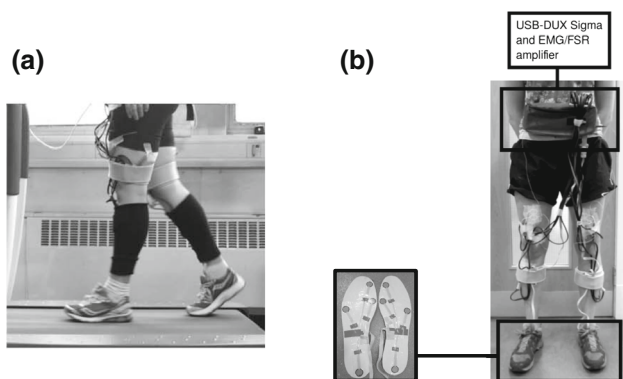 (a)
(b)
USB-DUX Sigma
and EMG/FSR
amplifier